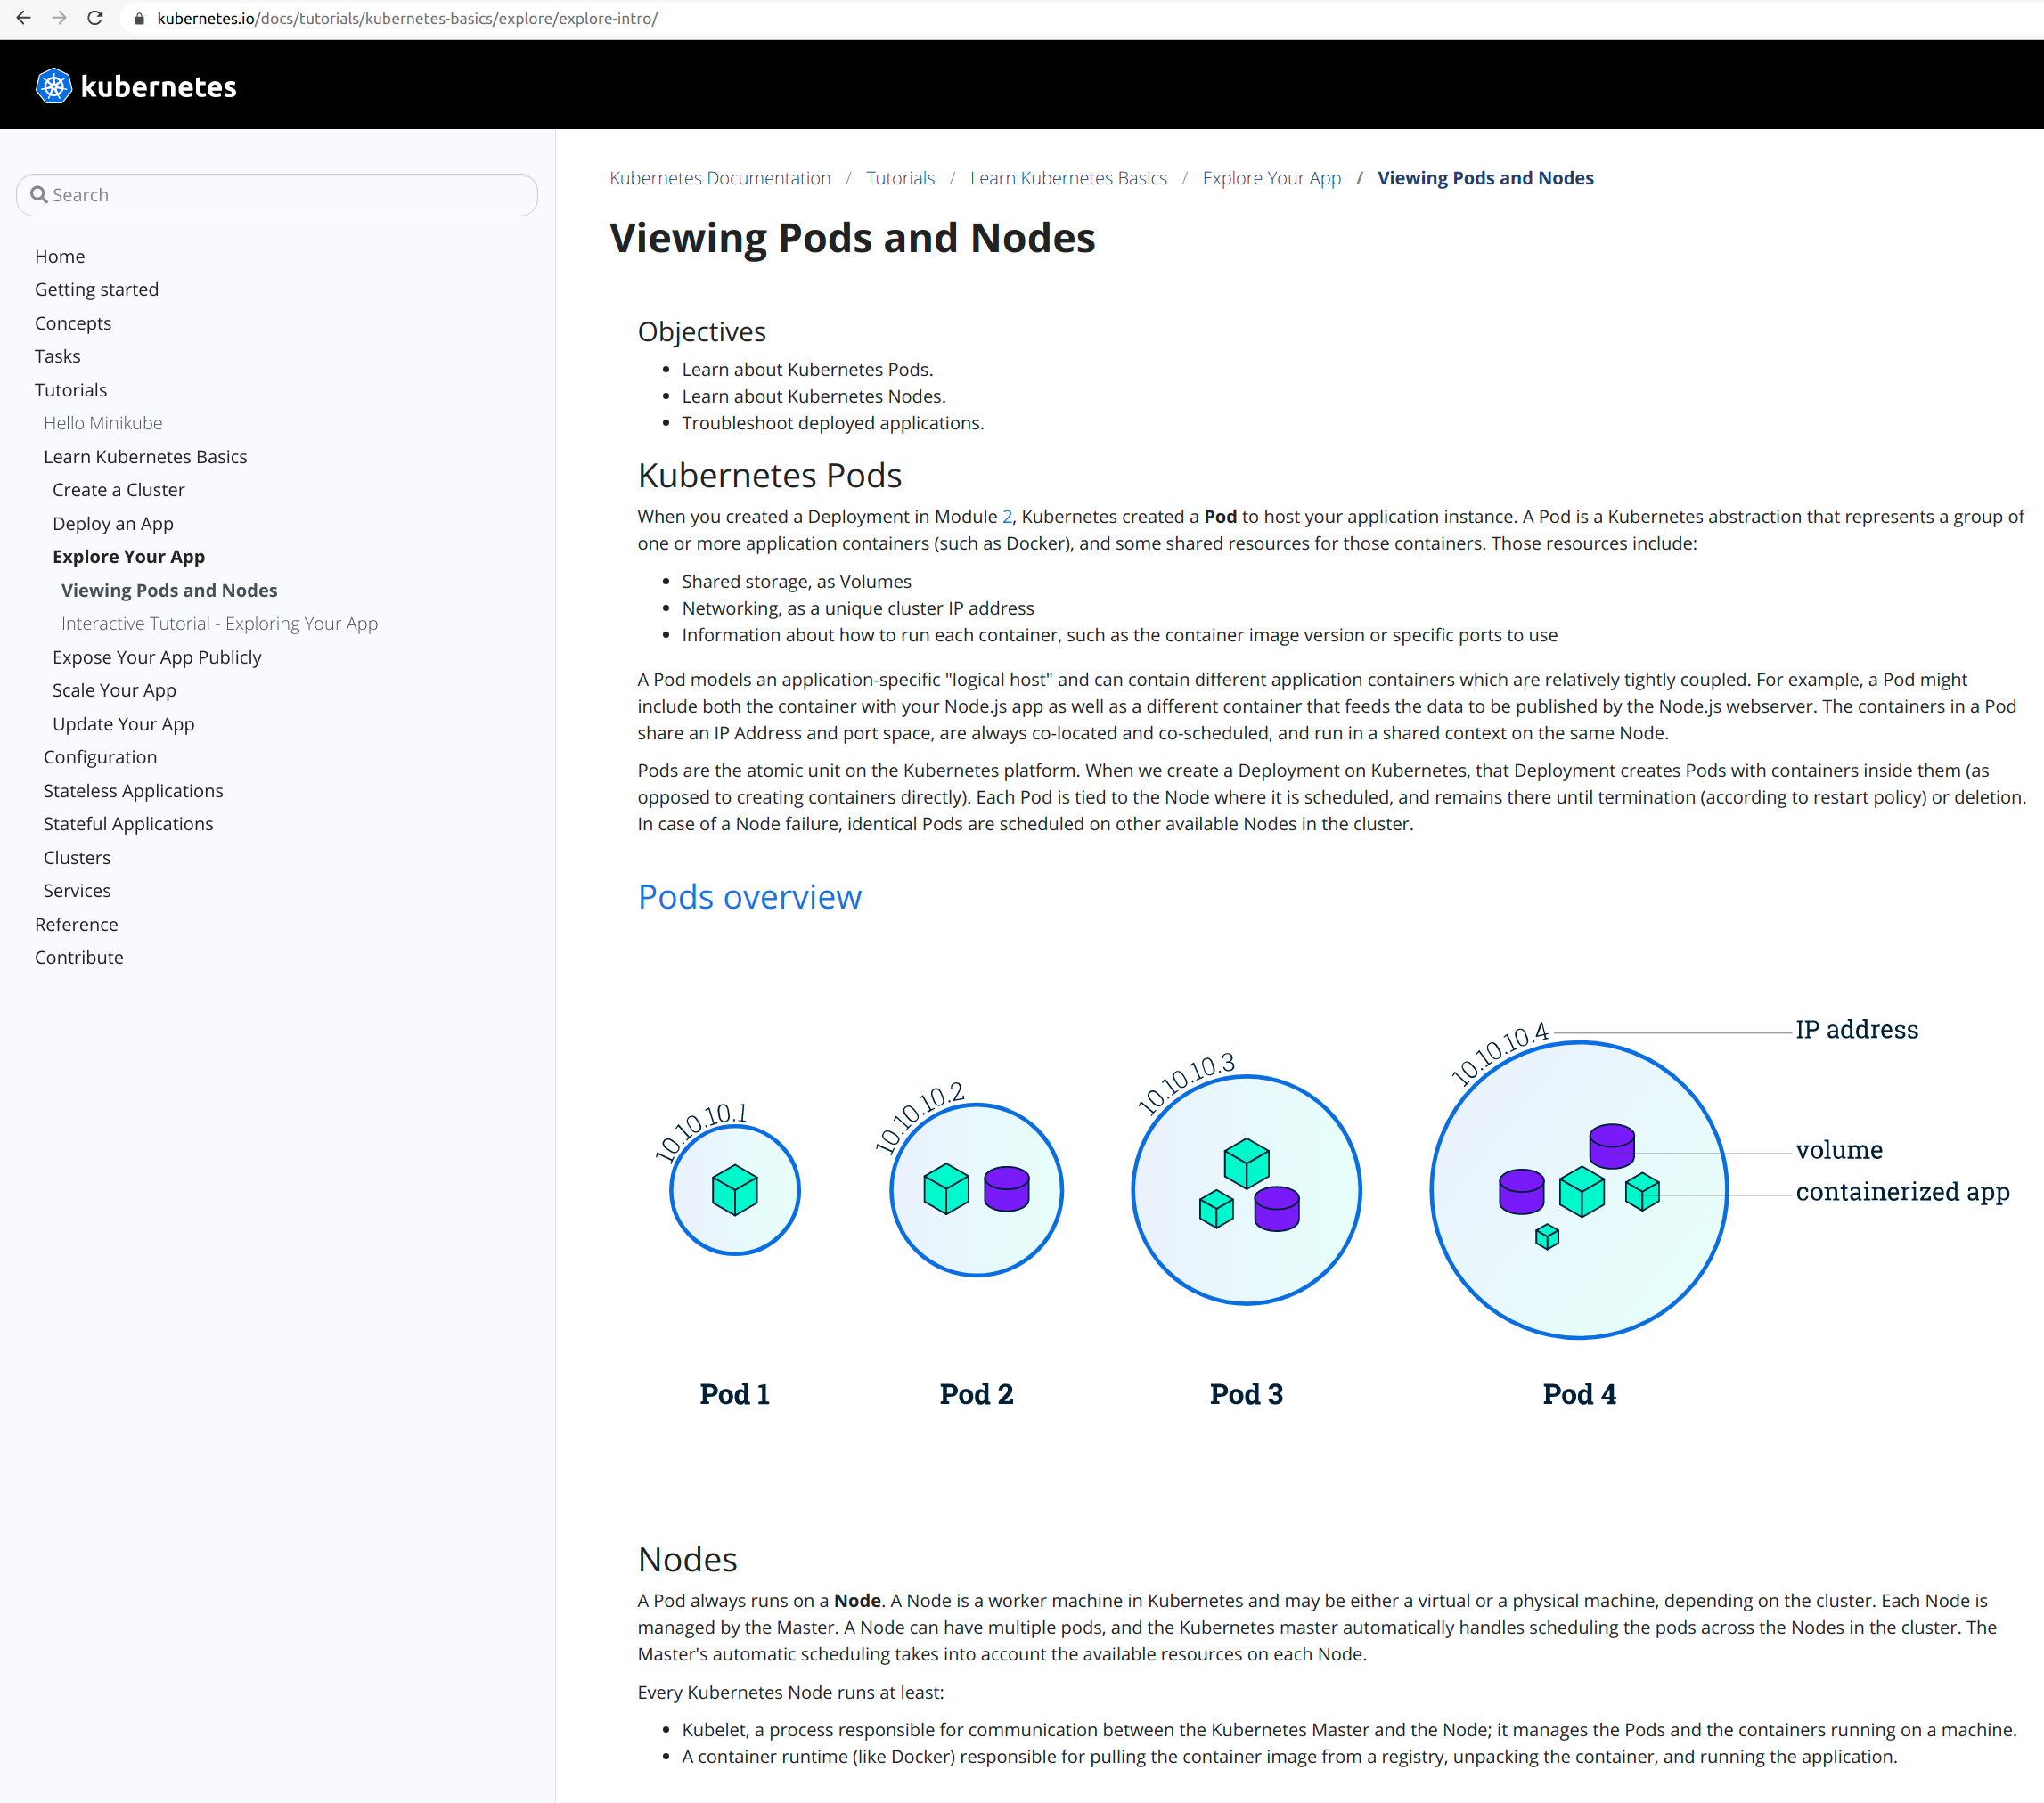 kubernetes.io/docs/tutorials/kubernetes-basics/explore/explore-intro/
kubernetes
Search
Home
Getting started
Concepts
Tasks
Tutorials
Hello Minikube
Learn Kubernetes Basics
Create a Cluster
Deploy an App
Explore Your App
Viewing Pods and Nodes
Interactive Tutorial - Exploring Your App
Expose Your App Publicly
Scale Your App
Update Your App
Configuration
Stateless Applications
Stateful Applications
Clusters
Services
Reference
Contribute
Kubernetes Documentation / Tutorials / Learn Kubernetes Basics / Explore Your App / Viewing Pods and Nodes
Viewing Pods and Nodes
Objectives
• Learn about Kubernetes Pods.
• Learn about Kubernetes Nodes.
• Troubleshoot deployed applications.
Kubernetes Pods
When you created a Deployment in Module 2, Kubernetes created a Pod to host your application instance. A Pod is a Kubernetes abstraction that represents a group of
one or more application containers (such as Docker), and some shared resources for those containers. Those resources include:
• Shared storage, as Volumes
• Networking, as a unique cluster IP address
• Information about how to run each container, such as the container image version or specific ports to use
A Pod models an application-specific "logical host" and can contain different application containers which are relatively tightly coupled. For example, a Pod might
include both the container with your Node.js app as well as a different container that feeds the data to be published by the Node.js webserver. The containers in a Pod
share an IP Address and port space, are always co-located and co-scheduled, and run in a shared context on the same Node.
Pods are the atomic unit on the Kubernetes platform. When we create a Deployment on Kubernetes, that Deployment creates Pods with containers inside them (as
opposed to creating containers directly). Each Pod is tied to the Node where it is scheduled, and remains there until termination (according to restart policy) or deletion.
In case of a Node failure, identical Pods are scheduled on other available Nodes in the cluster.
Pods overview
10.10.10.1
10.10.10.2
10.10.10.3
10.10.10.4
IP address
volume
containerized app
Pod 1
Pod 2
Pod 3
Pod 4
Nodes
A Pod always runs on a Node. A Node is a worker machine in Kubernetes and may be either a virtual or a physical machine, depending on the cluster. Each Node is
managed by the Master. A Node can have multiple pods, and the Kubernetes master automatically handles scheduling the pods across the Nodes in the cluster. The
Master's automatic scheduling takes into account the available resources on each Node.
Every Kubernetes Node runs at least:
• Kubelet, a process responsible for communication between the Kubernetes Master and the Node; it manages the Pods and the containers running on a machine.
• A container runtime (like Docker) responsible for pulling the container image from a registry, unpacking the container, and running the application.